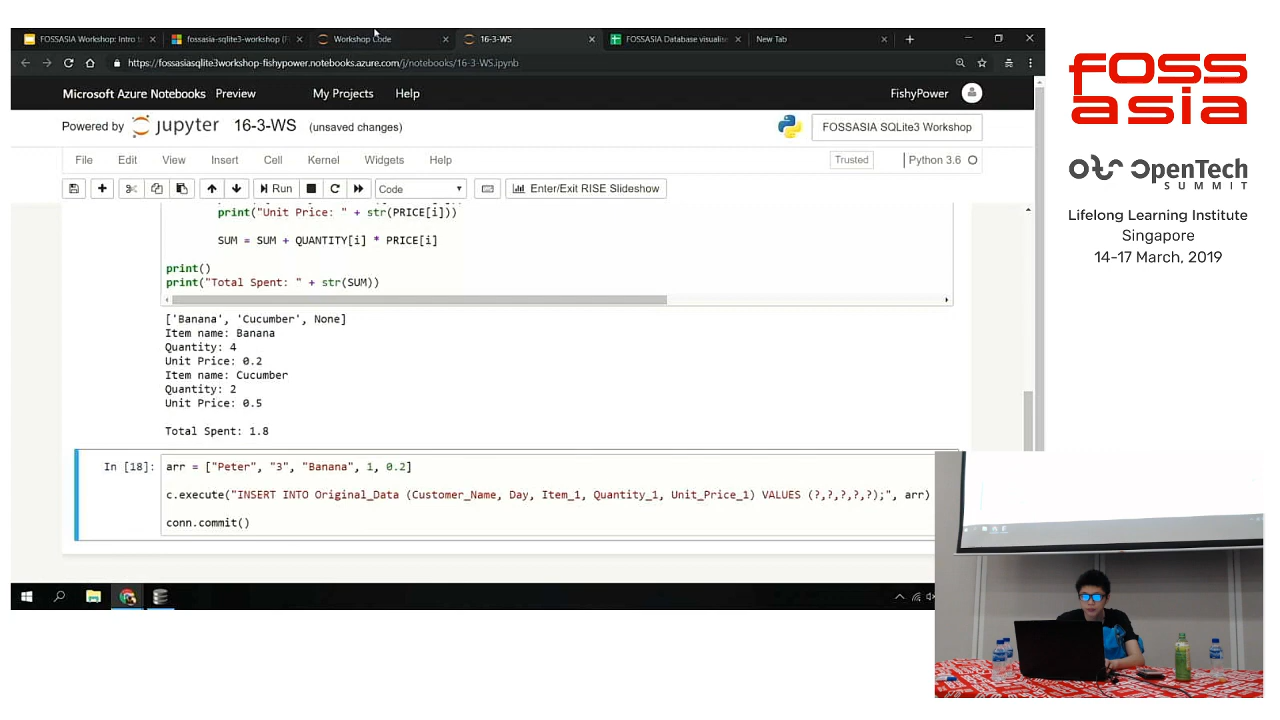 FOSSASIA Workshop: Intro t
fossasia-sqlite3-workshop (F
Workshop Code
16-3-WS
FOSSASIA Database visualise
New Tab
https://fossasiasqlite3workshop-fishypower.notebooks.azure.com/j/notebooks/16-3-WS.ipynb
Microsoft Azure Notebooks Preview My Projects Help FishyPower
Powered by jupyter 16-3-WS (unsaved changes) FOSSASIA SQLite3 Workshop
File Edit View Insert Cell Kernel Widgets Help Trusted Python 3.6
Run Code Enter/Exit RISE Slideshow
print("Unit Price: " + str(PRICE[i]))
SUM = SUM + QUANTITY[i] * PRICE[i]
print()
print("Total Spent: " + str(SUM))
['Banana', 'Cucumber', None]
Item name: Banana
Quantity: 4
Unit Price: 0.2
Item name: Cucumber
Quantity: 2
Unit Price: 0.5
Total Spent: 1.8
In [18]: arr = ["Peter", "3", "Banana", 1, 0.2]
c.execute("INSERT INTO Original_Data (Customer_Name, Day, Item_1, Quantity_1, Unit_Price_1) VALUES (?,?,?,?,?);", arr)
conn.commit()
FOSS
asia
OpenTech
SUMMIT
Lifelong Learning Institute
Singapore
14-17 March, 2019